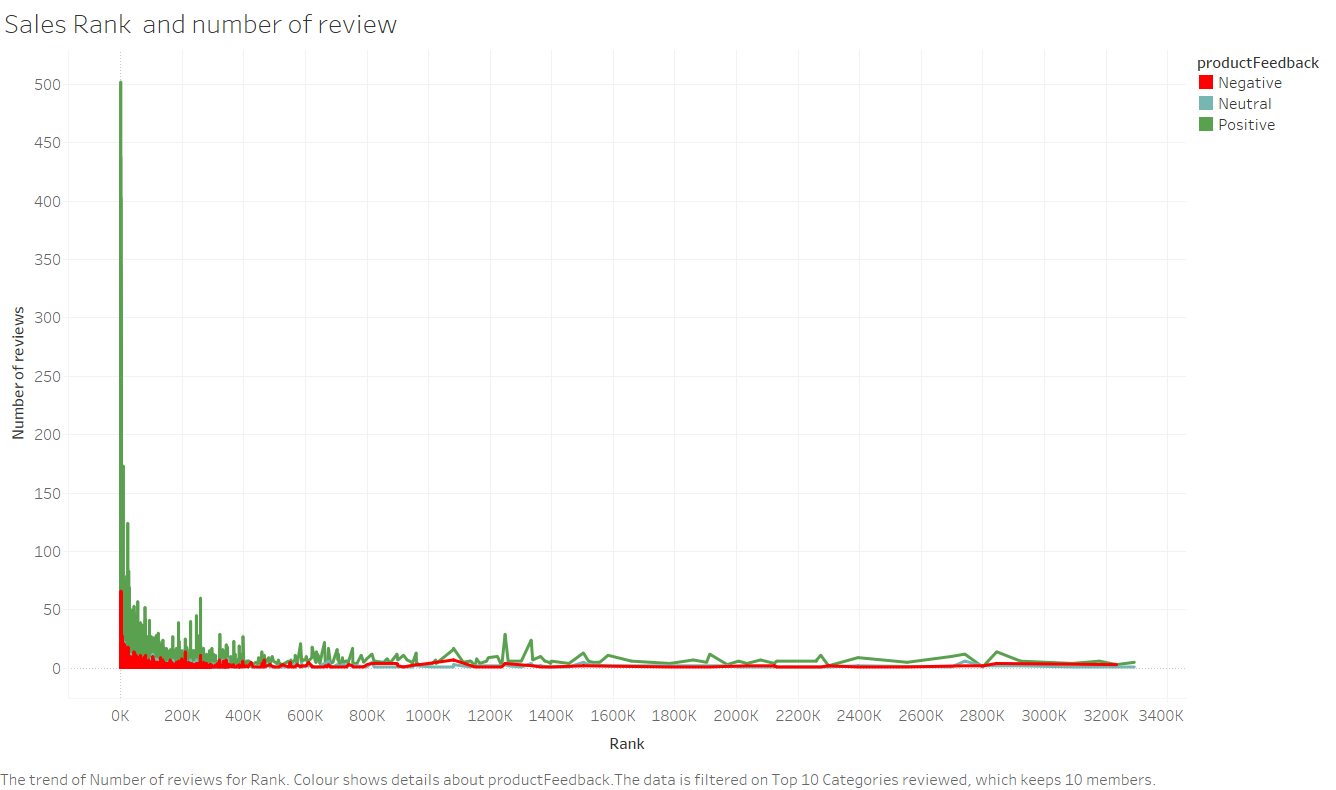 Sales Rank  and number of review
productFeedback
Negative
Neutral
Positive
Number of reviews
500
450
400
350
300
250
200
150
100
50
0
0K 200K 400K 600K 800K 1000K 1200K 1400K 1600K 1800K 2000K 2200K 2400K 2600K 2800K 3000K 3200K 3400K
Rank
The trend of Number of reviews for Rank. Colour shows details about productFeedback.The data is filtered on Top 10 Categories reviewed, which keeps 10 members.